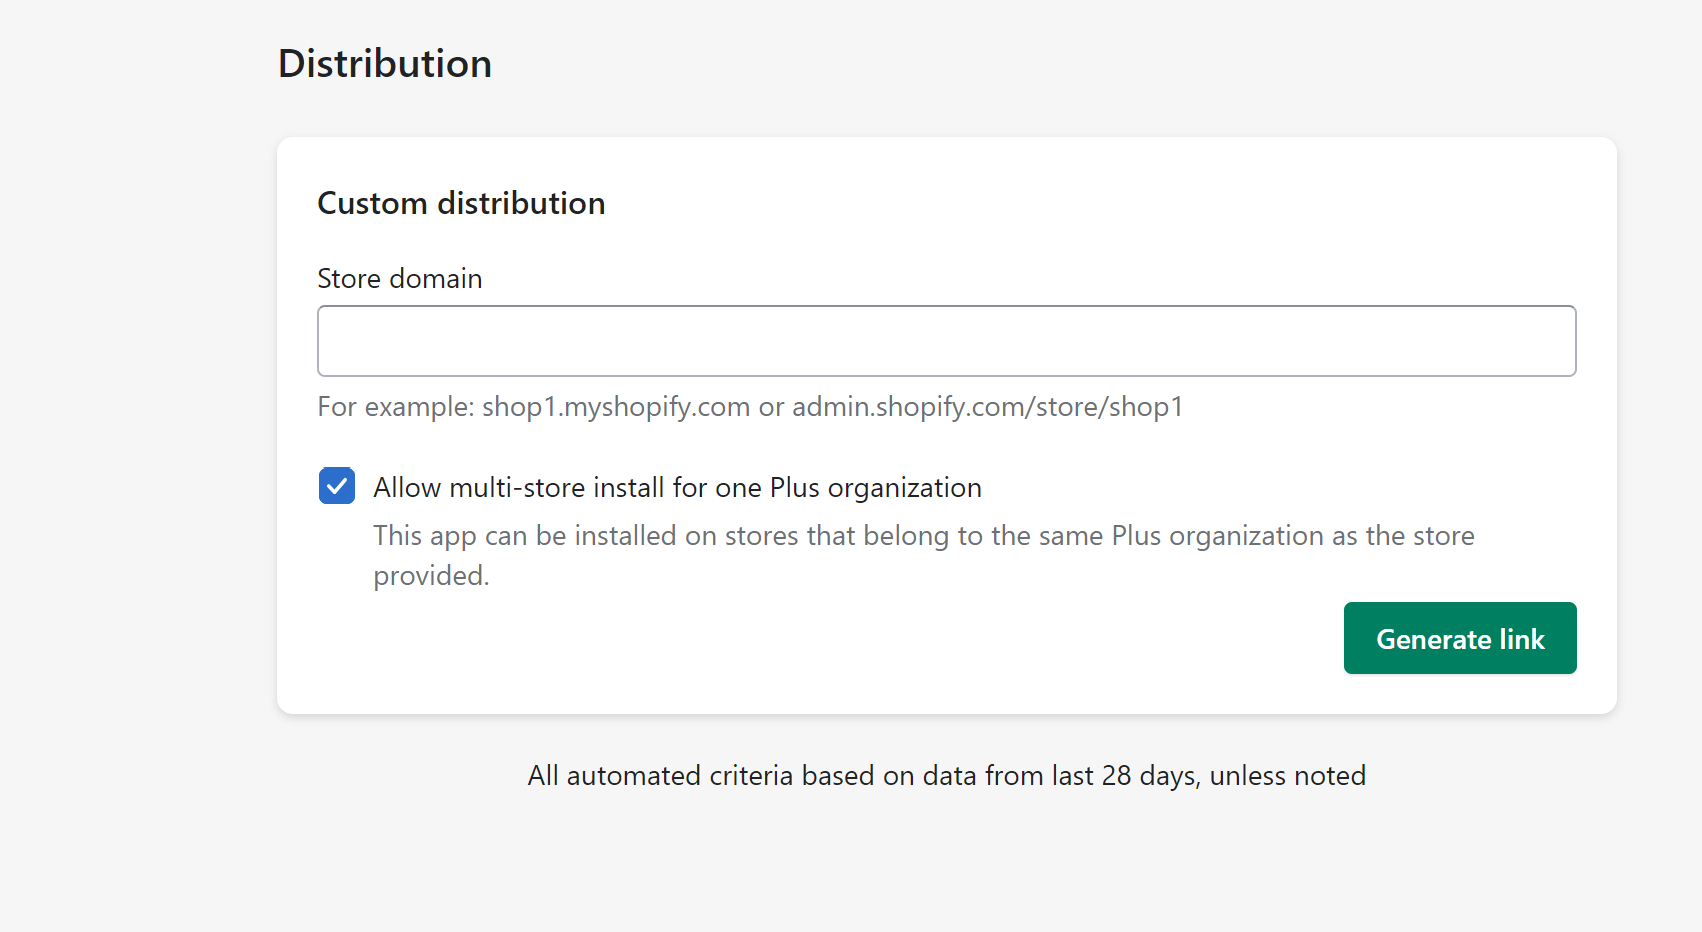 Distribution
Custom distribution
Store domain
For example: shop1.myshopify.com or admin.shopify.com/store/shop1
Allow multi-store install for one Plus organization
This app can be installed on stores that belong to the same Plus organization as the store
provided.
Generate link
All automated criteria based on data from last 28 days, unless noted